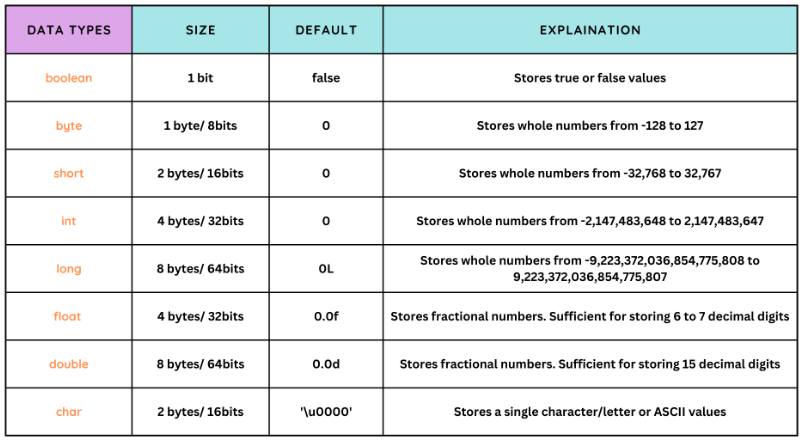 DATA TYPES SIZE DEFAULT EXPLAINATION
boolean 1 bit false Stores true or false values
byte 1 byte/ 8bits 0 Stores whole numbers from -128 to 127
short 2 bytes/ 16bits 0 Stores whole numbers from -32,768 to 32,767
int 4 bytes/ 32bits 0 Stores whole numbers from -2,147,483,648 to 2,147,483,647
long 8 bytes/ 64bits 0L Stores whole numbers from -9,223,372,036,854,775,808 to
9,223,372,036,854,775,807
float 4 bytes/ 32bits 0.0f Stores fractional numbers. Sufficient for storing 6 to 7 decimal digits
double 8 bytes/ 64bits 0.0d Stores fractional numbers. Sufficient for storing 15 decimal digits
char 2 bytes/ 16bits '\u0000' Stores a single character/letter or ASCII values